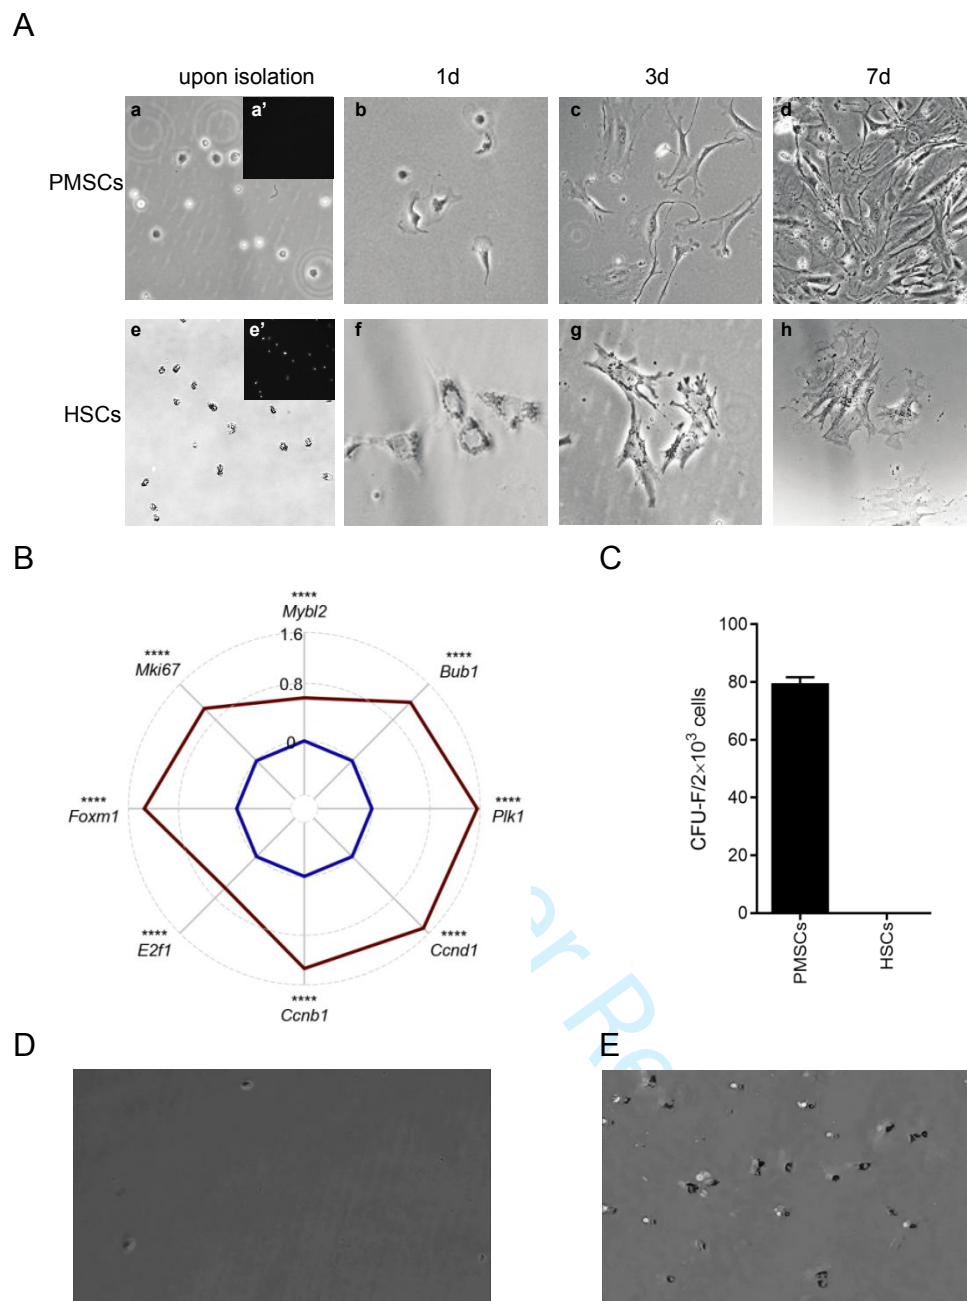 A
upon isolation 1d 3d 7d
a a' b c d
PMSCs
e e' f g h
HSCs
B
****
Mybl2
1.6
0.8
0
****
Bub1
****
Plk1
****
Ccnd1
****
Ccnb1
****
E2f1
****
Foxm1
****
Mki67
C
CFU-F/2×10³ cells
100
80
60
40
20
0
PMSCs
HSCs
D
E